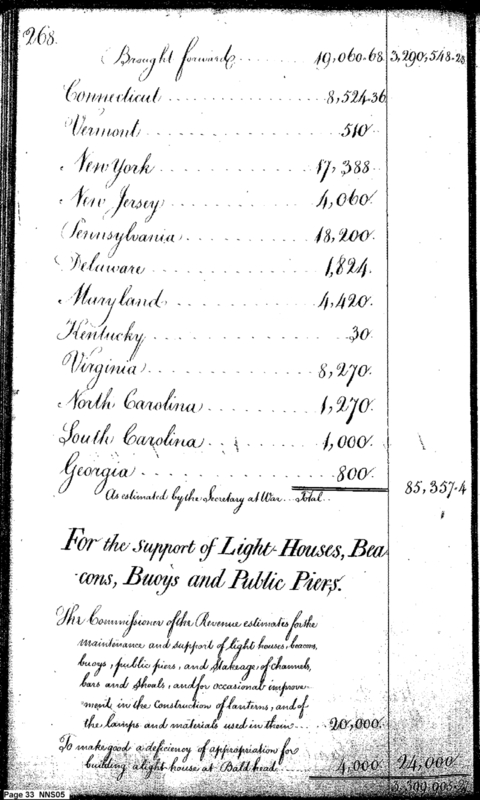 268.
Brought forward ........ 19,060.68 3,290,548.28
Connecticut ........ 8,524.36
Vermont ........ 510
New York ........ 17,388
New Jersey ........ 4,060
Pennsylvania ........ 18,200
Delaware ........ 1,824
Maryland ........ 4,420
Kentucky ........ 30
Virginia ........ 8,270
North Carolina ........ 1,270
South Carolina ........ 1,000
Georgia ........ 800
As estimated by the Secretary at War ... Total ... 85,357.4
For the support of Light-Houses, Bea
cons, Buoys and Public Piers.
The Commissioner of the Revenue estimates for the
maintenance and support of light houses, beacons,
buoys, public piers, and stakeage of channels,
bars and Shoals, and for occasional improve
ment in the construction of lanterns, and of
the lamps and materials used in them ... 20,000
To make good a deficiency of appropriation for
building a light house at Bald head ... 4,000 24,000
Page 33 NNS05